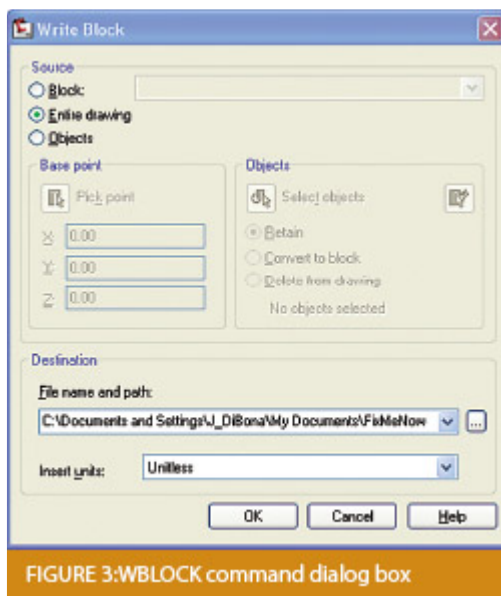 Write Block
Source
Block:
Entire drawing
Objects
Base point
Pick point
X: 0.00
Y: 0.00
Z: 0.00
Objects
Select objects
Retain
Convert to block
Delete from drawing
No objects selected
Destination
File name and path:
C:\Documents and Settings\J_DiBona\My Documents\FixMeNow
...
Insert units: Unitless
OK Cancel Help
FIGURE 3:WBLOCK command dialog box